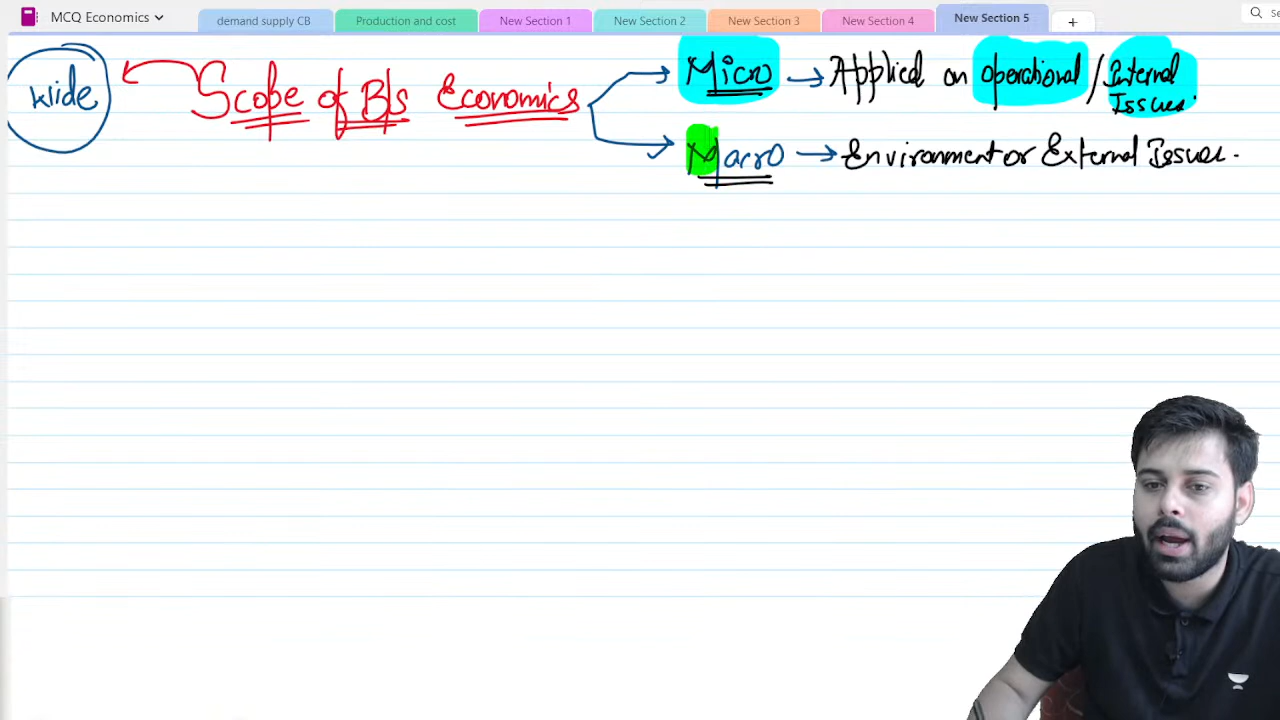 MCQ Economics
demand supply CB
Production and cost
New Section 1
New Section 2
New Section 3
New Section 4
New Section 5
+
Se
wide
Scope of B/s Economics
Micro → Applied on operational / Internal
Issues.
Macro → Environment or External Issues.